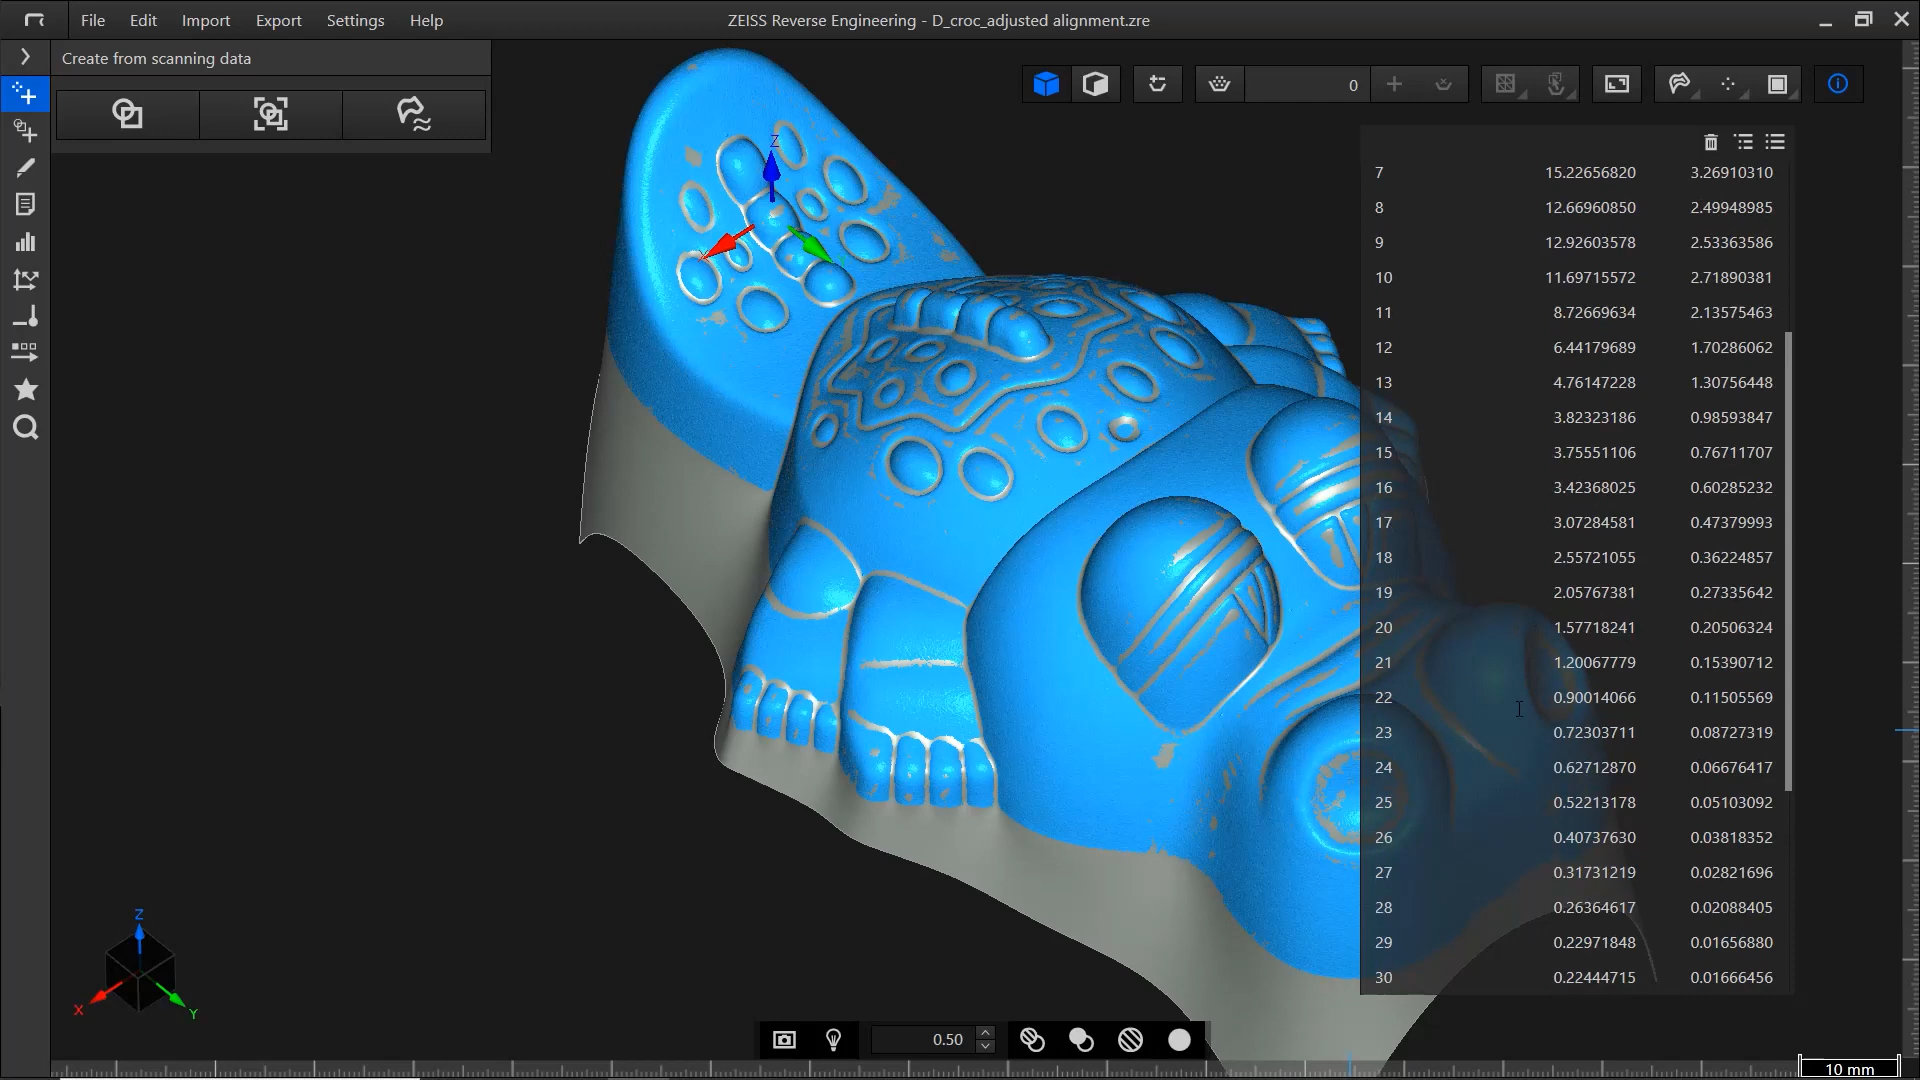 File Edit Import Export Settings Help
ZEISS Reverse Engineering - D_croc_adjusted alignment.zre
Create from scanning data
0
7 15.22656820 3.26910310
8 12.66960850 2.49948985
9 12.92603578 2.53363586
10 11.69715572 2.71890381
11 8.72669634 2.13575463
12 6.44179689 1.70286062
13 4.76147228 1.30756448
14 3.82323186 0.98593847
15 3.75551106 0.76711707
16 3.42368025 0.60285232
17 3.07284581 0.47379993
18 2.55721055 0.36224857
19 2.05767381 0.27335642
20 1.57718241 0.20506324
21 1.20067779 0.15390712
22 0.90014066 0.11505569
23 0.72303711 0.08727319
24 0.62712870 0.06676417
25 0.52213178 0.05103092
26 0.40737630 0.03818352
27 0.31731219 0.02821696
28 0.26364617 0.02088405
29 0.22971848 0.01656880
30 0.22444715 0.01666456
Z
Z
X
Y
0.50
10 mm